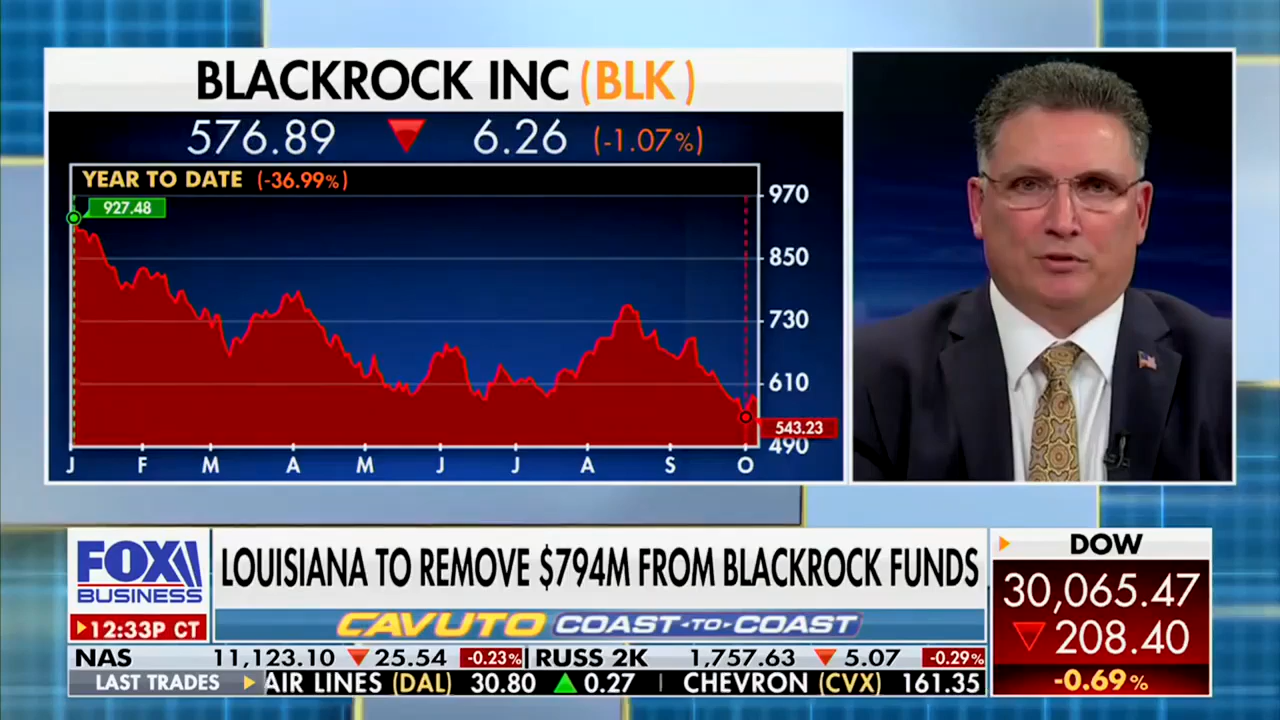 BLACKROCK INC (BLK)
576.89 ▼ 6.26 (-1.07%)
YEAR TO DATE (-36.99%)
927.48
970
850
730
610
543.23
490
J F M A M J J A S O
FOX
BUSINESS
12:33P CT
LOUISIANA TO REMOVE $794M FROM BLACKROCK FUNDS
CAVUTO COAST-TO-COAST
DOW
30,065.47
▼ 208.40
-0.69%
NAS 11,123.10 ▼ 25.54 -0.23% RUSS 2K 1,757.63 ▼ 5.07 -0.29%
LAST TRADES AIR LINES (DAL) 30.80 ▲ 0.27 | CHEVRON (CVX) 161.35